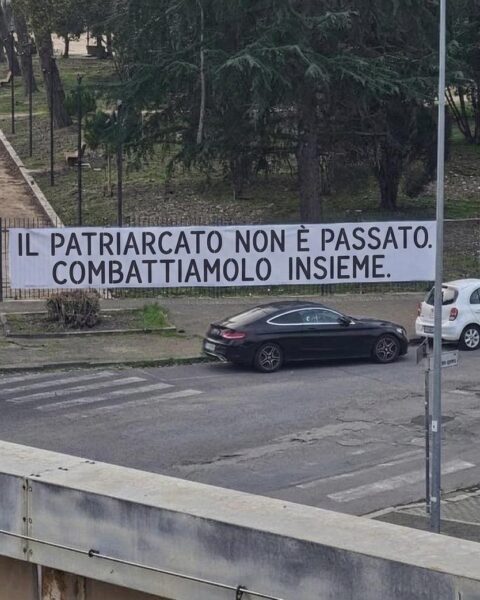 IL PATRIARCATO NON È PASSATO.
COMBATTIAMOLO INSIEME.